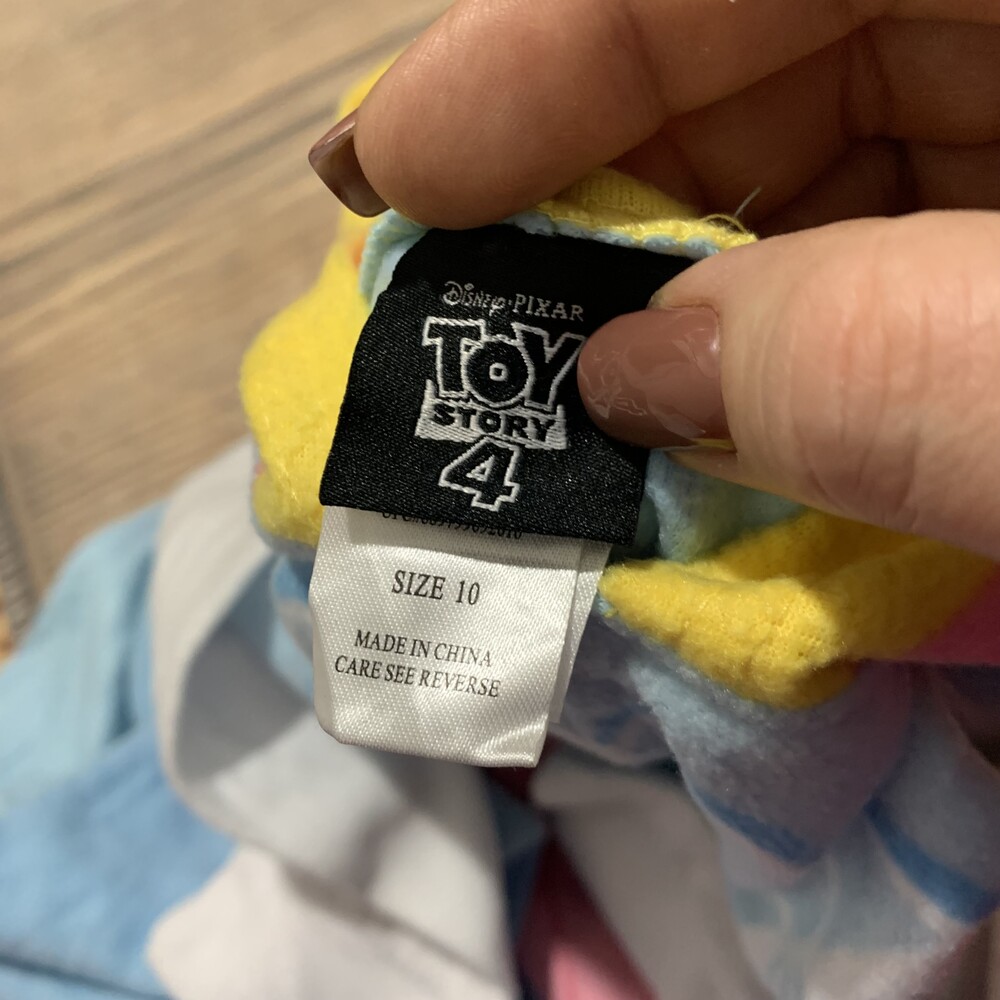 Disney·PIXAR
TOY
STORY
4
SIZE 10
MADE IN CHINA
CARE SEE REVERSE